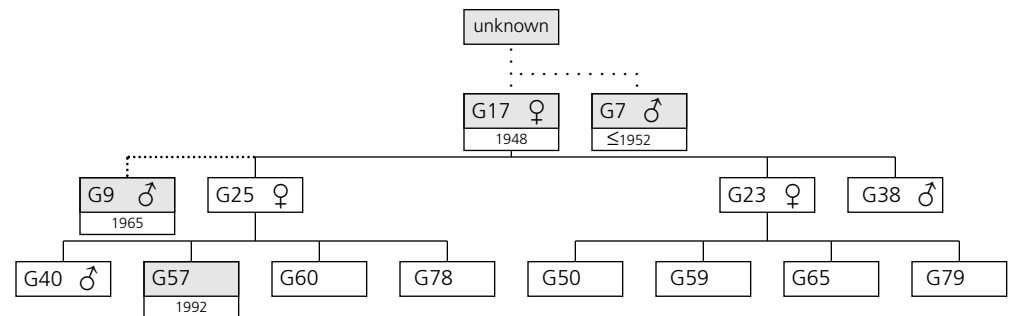 unknown
G17 ♀
G7 ♂
1948
≤1952
G9 ♂
G25 ♀
G23 ♀
G38 ♂
1965
G40 ♂
G57
G60
G78
G50
G59
G65
G79
1992